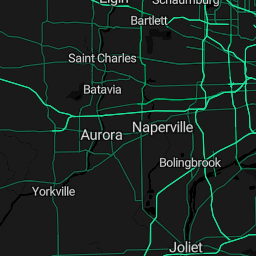 Elgin
Schaumburg
Bartlett
Saint Charles
Batavia
Aurora
Naperville
Bolingbrook
Yorkville
Joliet